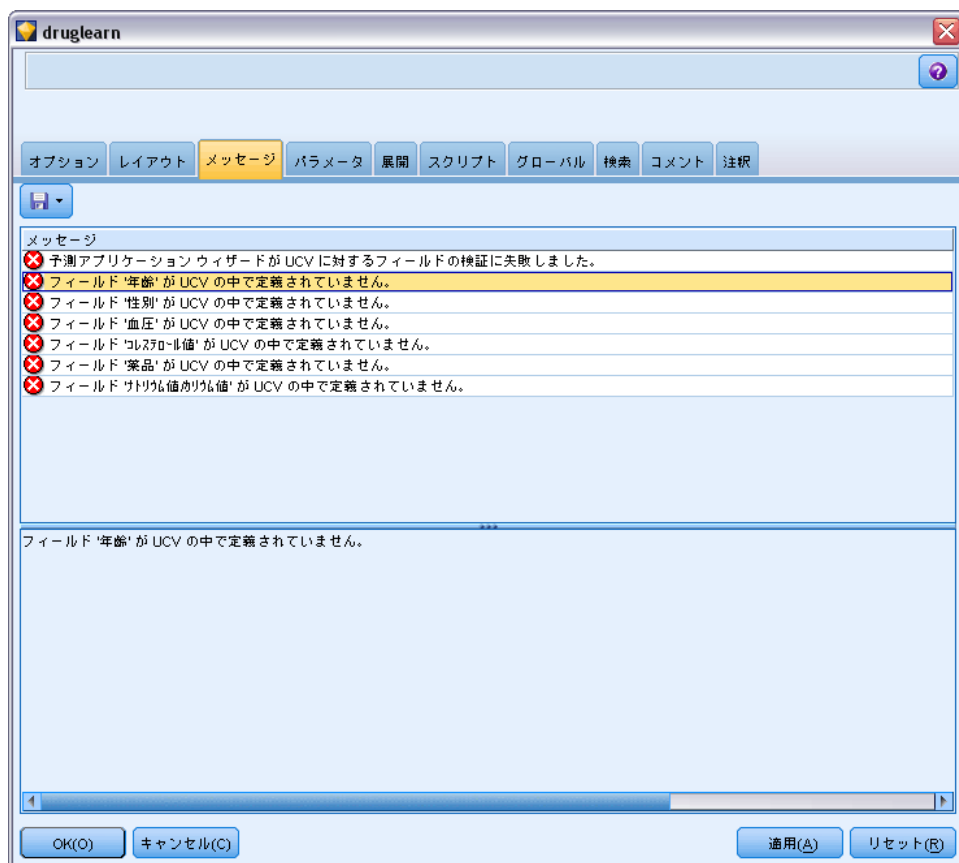 druglearn
オプション レイアウト メッセージ パラメータ 展開 スクリプト グローバル 検索 コメント 注釈
メッセージ
予測アプリケーション ウィザードが UCV に対するフィールドの検証に失敗しました。
フィールド '年齢' が UCV の中で定義されていません。
フィールド '性別' が UCV の中で定義されていません。
フィールド '血圧' が UCV の中で定義されていません。
フィールド 'ｺﾚｽﾃﾛｰﾙ値' が UCV の中で定義されていません。
フィールド '薬品' が UCV の中で定義されていません。
フィールド 'ﾅﾄﾘｳﾑ値ｶﾘｳﾑ値' が UCV の中で定義されていません。
フィールド '年齢' が UCV の中で定義されていません。
OK(O) キャンセル(C) 適用(A) リセット(R)